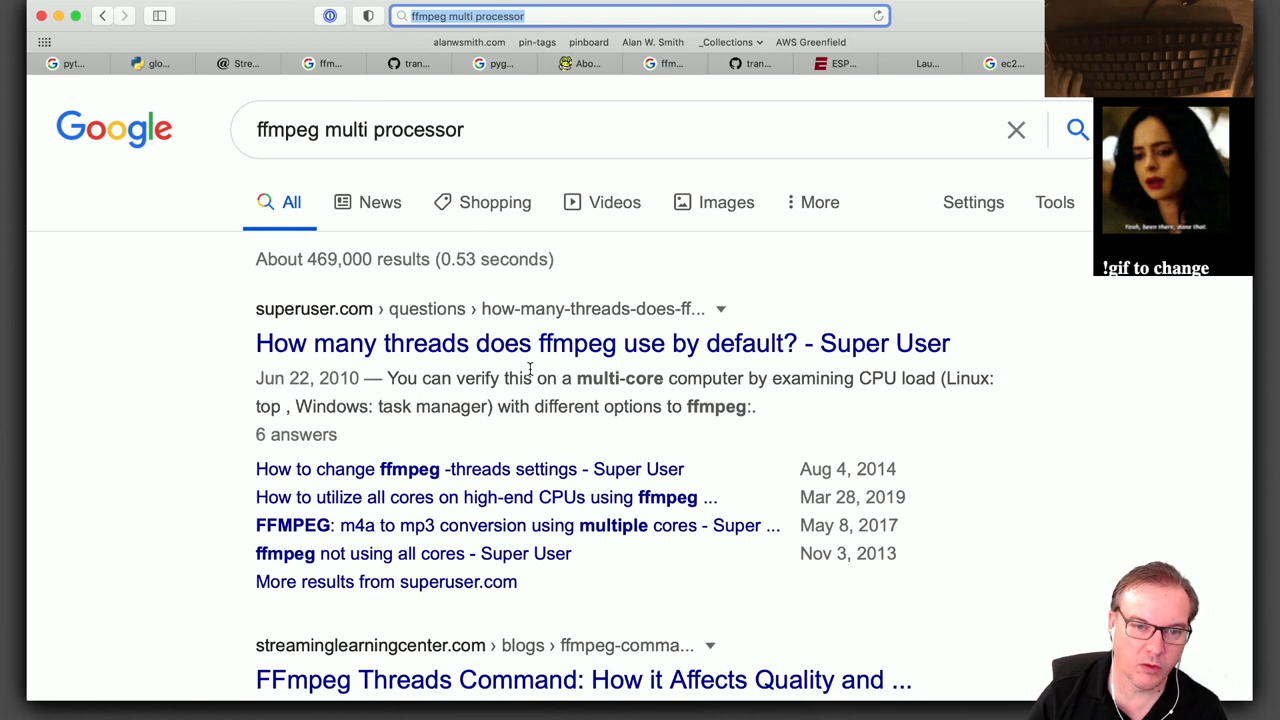 ffmpeg multi processor
alanwsmith.com pin-tags pinboard Alan W. Smith _Collections AWS Greenfield
pyt... glo... Stre... ffm... tran... pyg... Abo... ffm... tran... ESP... Lau... ec2...
Google ffmpeg multi processor
All News Shopping Videos Images More Settings Tools
Yeah, been there, done that.
!gif to change
About 469,000 results (0.53 seconds)
superuser.com › questions › how-many-threads-does-ff...
How many threads does ffmpeg use by default? - Super User
Jun 22, 2010 — You can verify this on a multi-core computer by examining CPU load (Linux:
top , Windows: task manager) with different options to ffmpeg:.
6 answers
How to change ffmpeg -threads settings - Super User Aug 4, 2014
How to utilize all cores on high-end CPUs using ffmpeg ... Mar 28, 2019
FFMPEG: m4a to mp3 conversion using multiple cores - Super ... May 8, 2017
ffmpeg not using all cores - Super User Nov 3, 2013
More results from superuser.com
streaminglearningcenter.com › blogs › ffmpeg-comma...
FFmpeg Threads Command: How it Affects Quality and ...